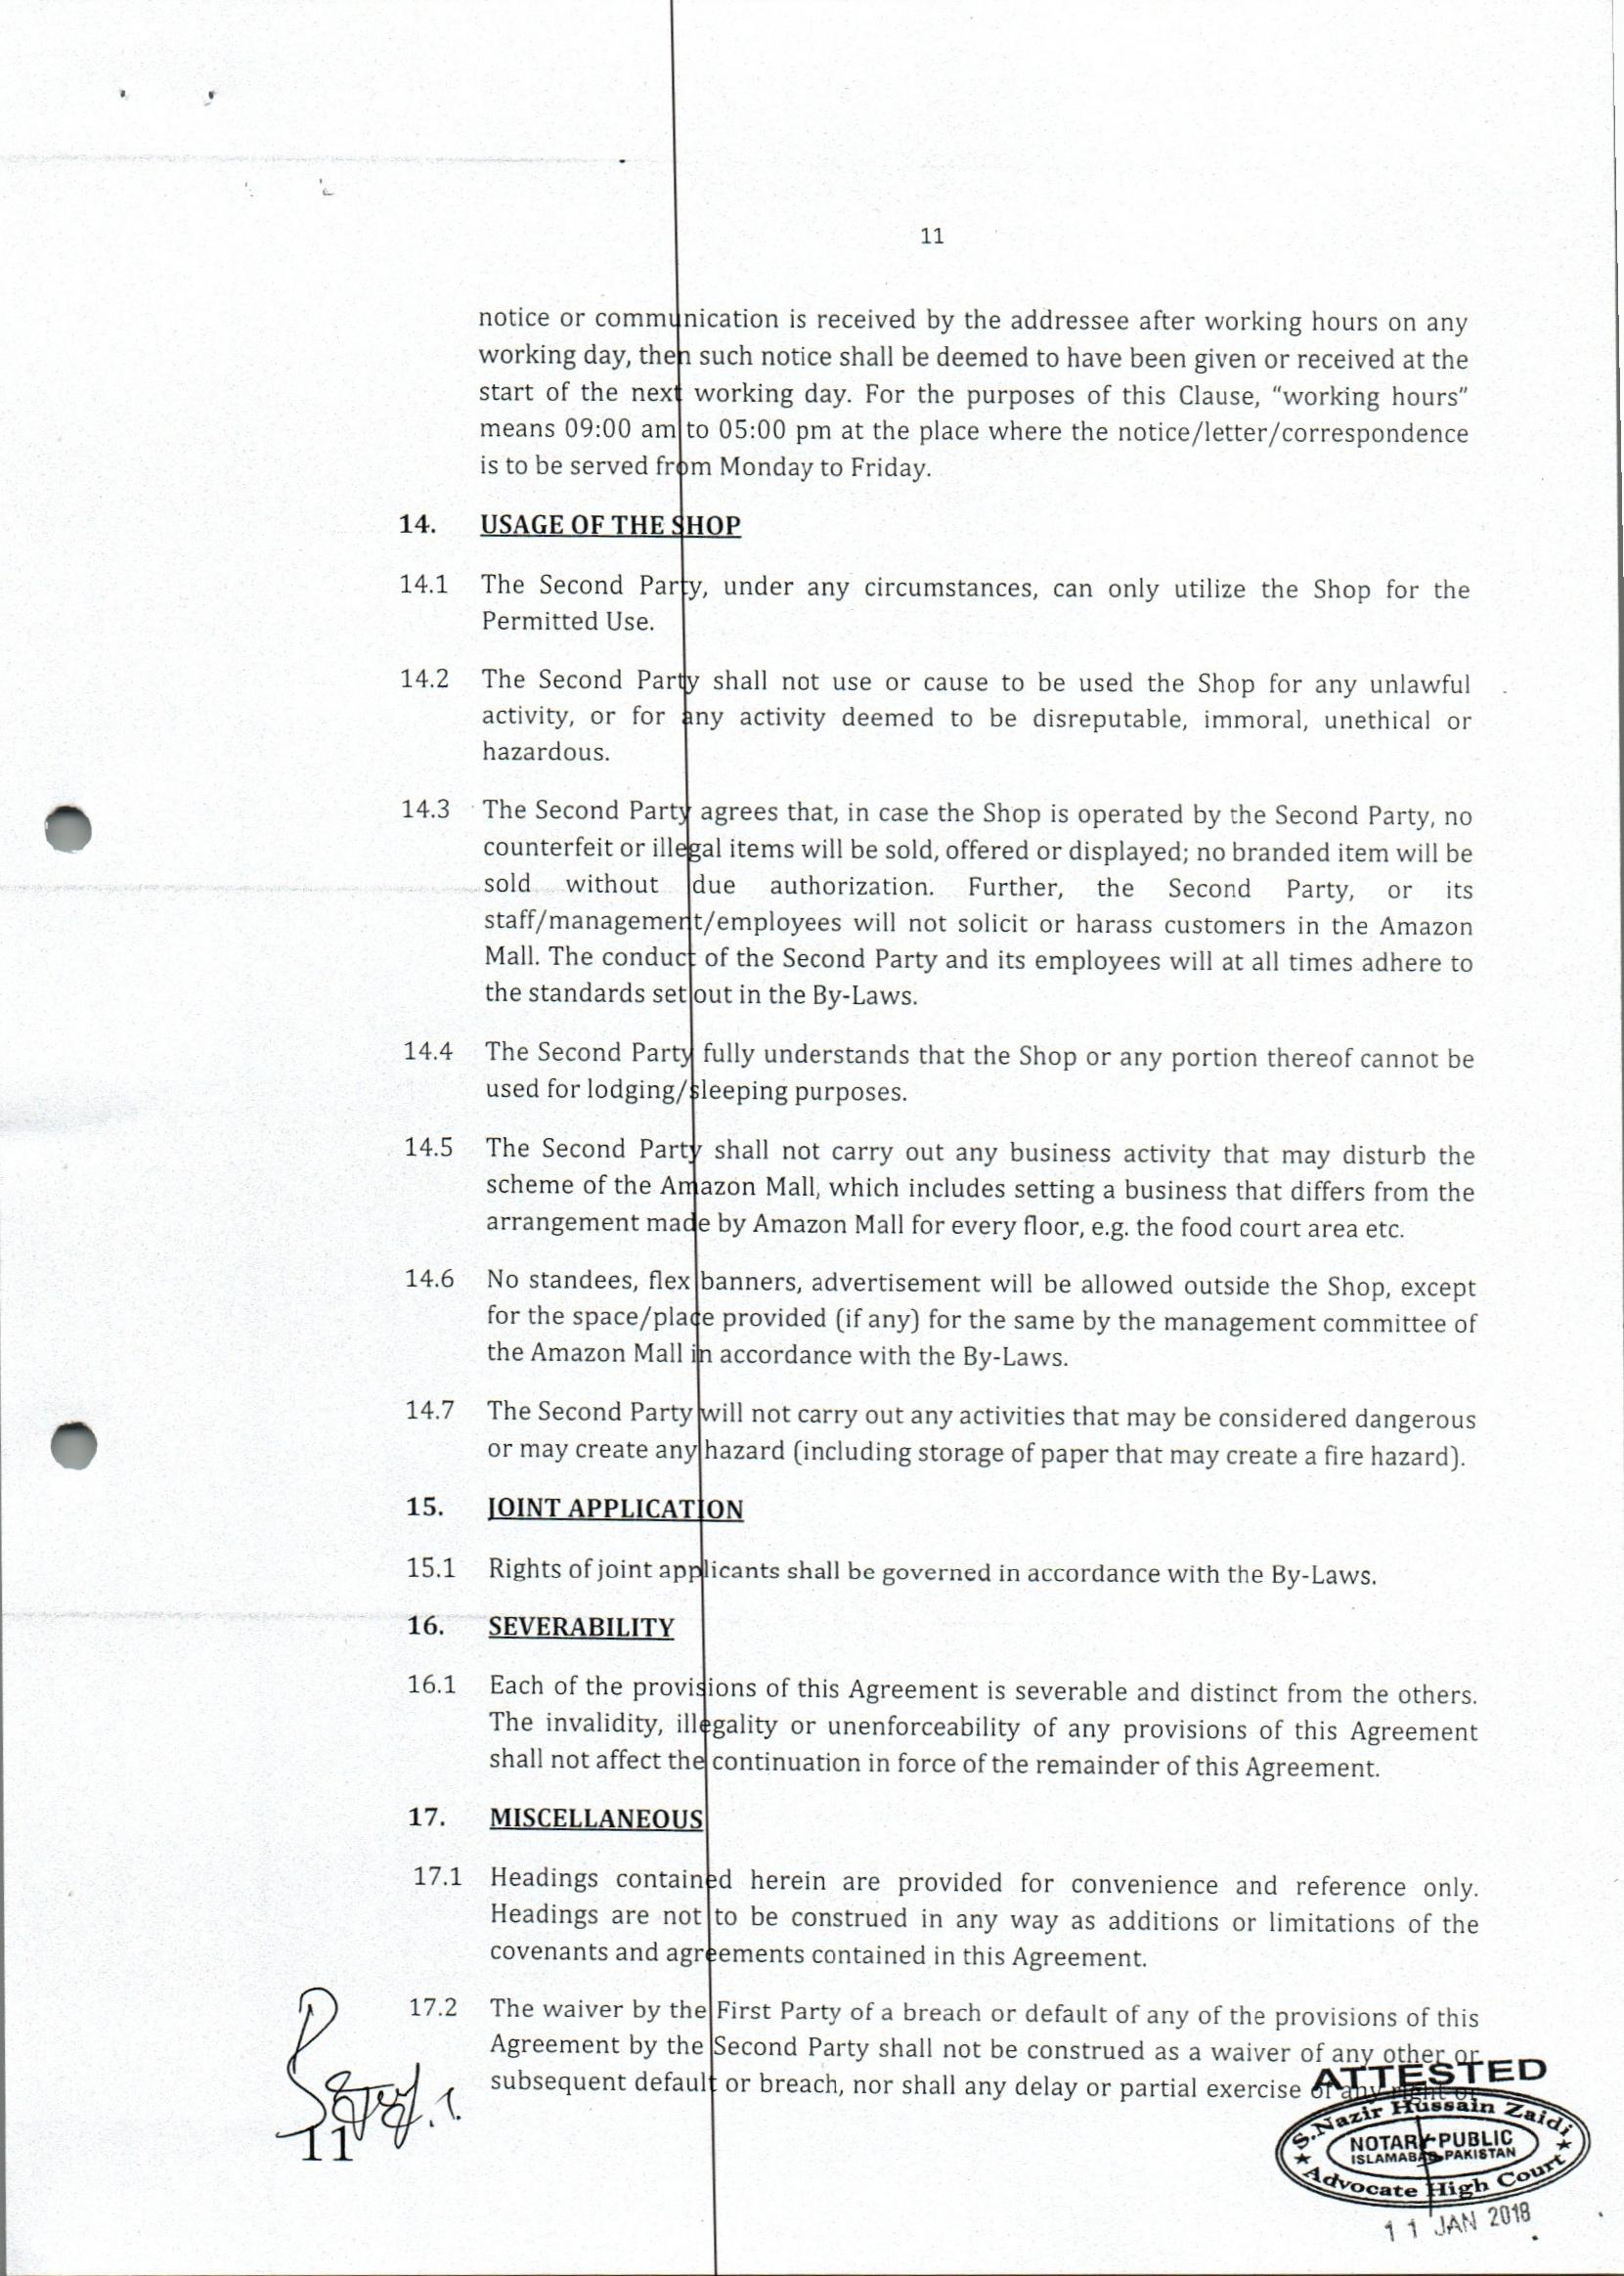 11
notice or communication is received by the addressee after working hours on any
working day, then such notice shall be deemed to have been given or received at the
start of the next working day. For the purposes of this Clause, “working hours”
means 09:00 am to 05:00 pm at the place where the notice/letter/correspondence
is to be served from Monday to Friday.
14. USAGE OF THE SHOP
14.1 The Second Party, under any circumstances, can only utilize the Shop for the
Permitted Use.
14.2 The Second Party shall not use or cause to be used the Shop for any unlawful
activity, or for any activity deemed to be disreputable, immoral, unethical or
hazardous.
14.3 The Second Party agrees that, in case the Shop is operated by the Second Party, no
counterfeit or illegal items will be sold, offered or displayed; no branded item will be
sold without due authorization. Further, the Second Party, or its
staff/management/employees will not solicit or harass customers in the Amazon
Mall. The conduct of the Second Party and its employees will at all times adhere to
the standards set out in the By-Laws.
14.4 The Second Party fully understands that the Shop or any portion thereof cannot be
used for lodging/sleeping purposes.
14.5 The Second Party shall not carry out any business activity that may disturb the
scheme of the Amazon Mall, which includes setting a business that differs from the
arrangement made by Amazon Mall for every floor, e.g. the food court area etc.
14.6 No standees, flex banners, advertisement will be allowed outside the Shop, except
for the space/place provided (if any) for the same by the management committee of
the Amazon Mall in accordance with the By-Laws.
14.7 The Second Party will not carry out any activities that may be considered dangerous
or may create any hazard (including storage of paper that may create a fire hazard).
15. JOINT APPLICATION
15.1 Rights of joint applicants shall be governed in accordance with the By-Laws.
16. SEVERABILITY
16.1 Each of the provisions of this Agreement is severable and distinct from the others.
The invalidity, illegality or unenforceability of any provisions of this Agreement
shall not affect the continuation in force of the remainder of this Agreement.
17. MISCELLANEOUS
17.1 Headings contained herein are provided for convenience and reference only.
Headings are not to be construed in any way as additions or limitations of the
covenants and agreements contained in this Agreement.
17.2 The waiver by the First Party of a breach or default of any of the provisions of this
Agreement by the Second Party shall not be construed as a waiver of any other or
subsequent default or breach, nor shall any delay or partial exercise of any right or
ATTESTED
S.Nazir Hussain Zaidi
NOTARY PUBLIC
ISLAMABAD PAKISTAN
Advocate High Court
11 JAN 2018
11